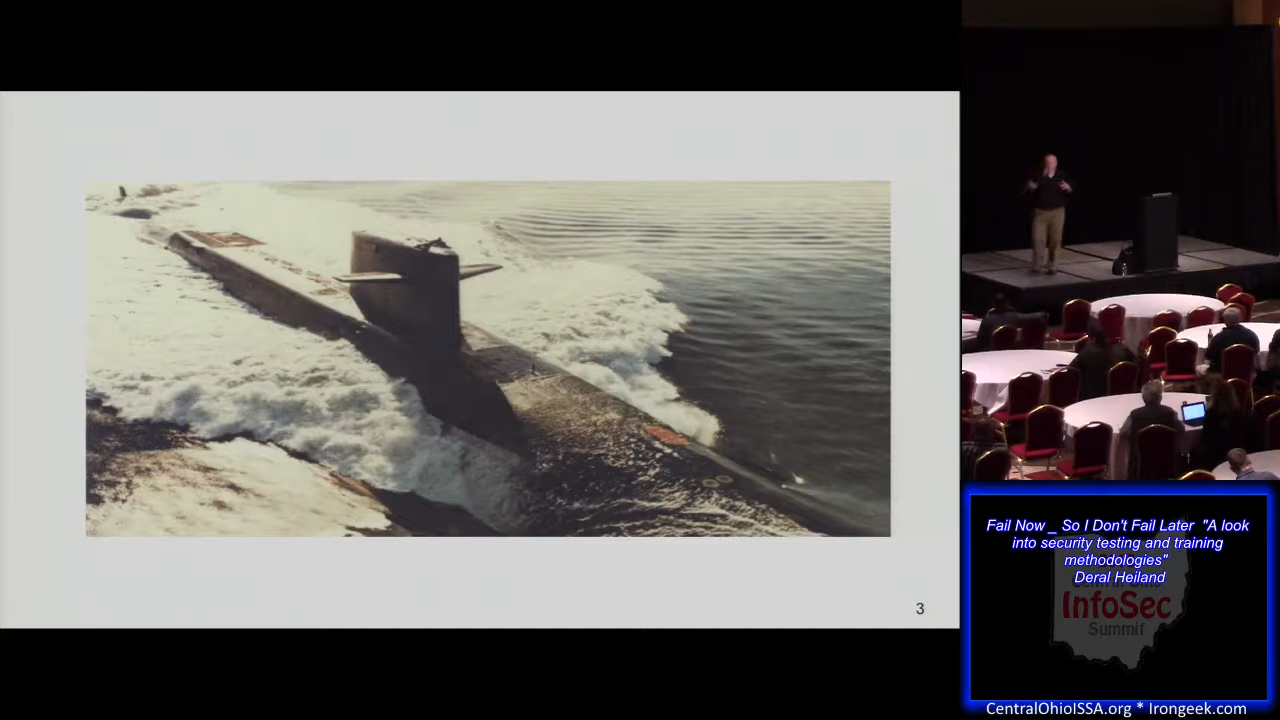 3
Fail Now _ So I Don't Fail Later "A look
into security testing and training
methodologies"
Deral Heiland
InfoSec
Summit
CentralOhioISSA.org * Irongeek.com